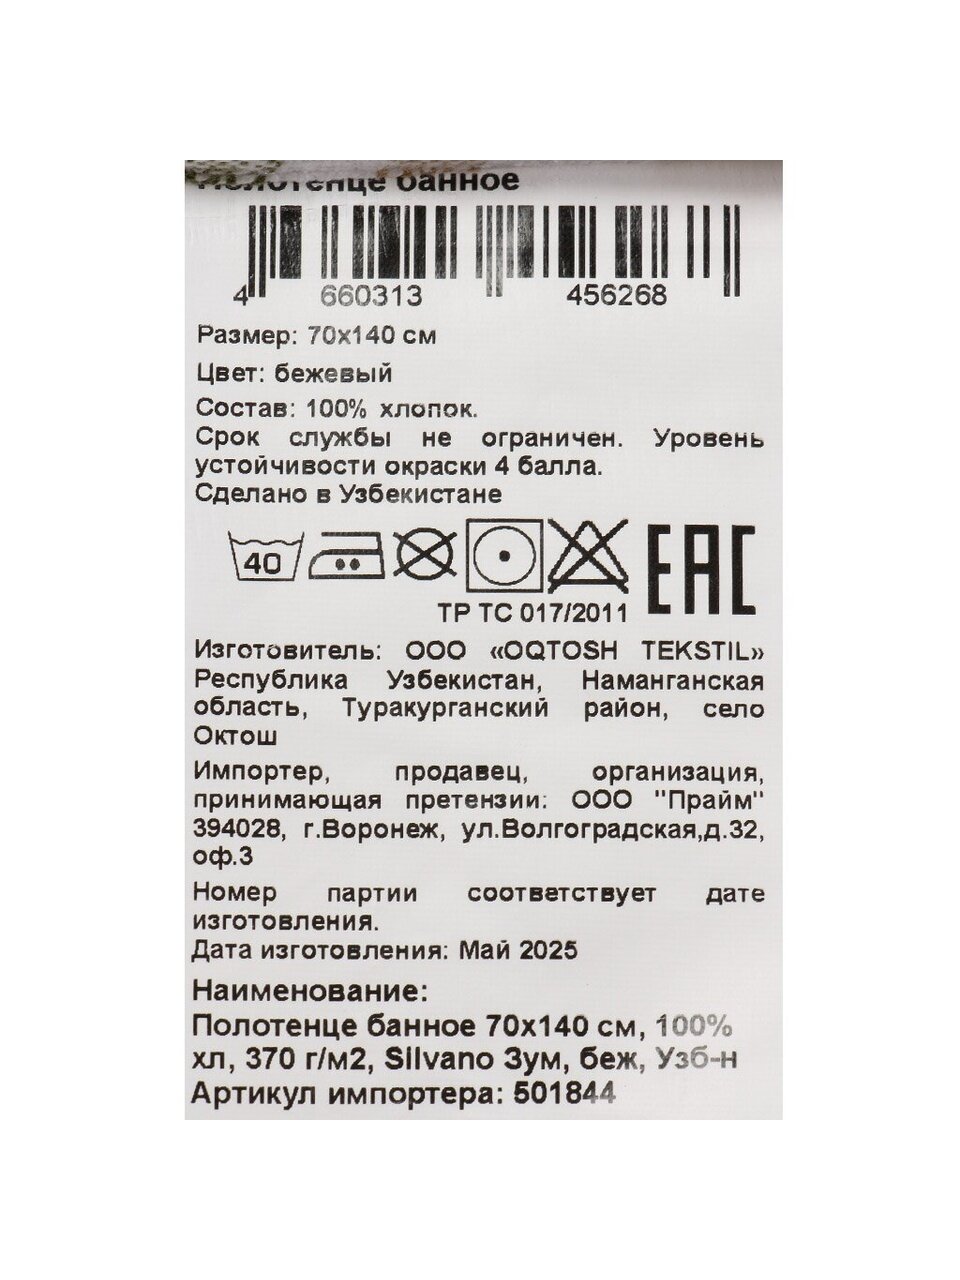 Полотенце банное
4 660313 456268
Размер: 70х140 см
Цвет: бежевый
Состав: 100% хлопок.
Срок службы не ограничен. Уровень
устойчивости окраски 4 балла.
Сделано в Узбекистане
40
EAC
ТР ТС 017/2011
Изготовитель: ООО «OQTOSH TEKSTIL»
Республика Узбекистан, Наманганская
область, Туракурганский район, село
Октош
Импортер, продавец, организация,
принимающая претензии: ООО "Прайм"
394028, г.Воронеж, ул.Волгоградская,д.32,
оф.3
Номер партии соответствует дате
изготовления.
Дата изготовления: Май 2025
Наименование:
Полотенце банное 70х140 см, 100%
хл, 370 г/м2, Silvano Зум, беж, Узб-н
Артикул импортера: 501844